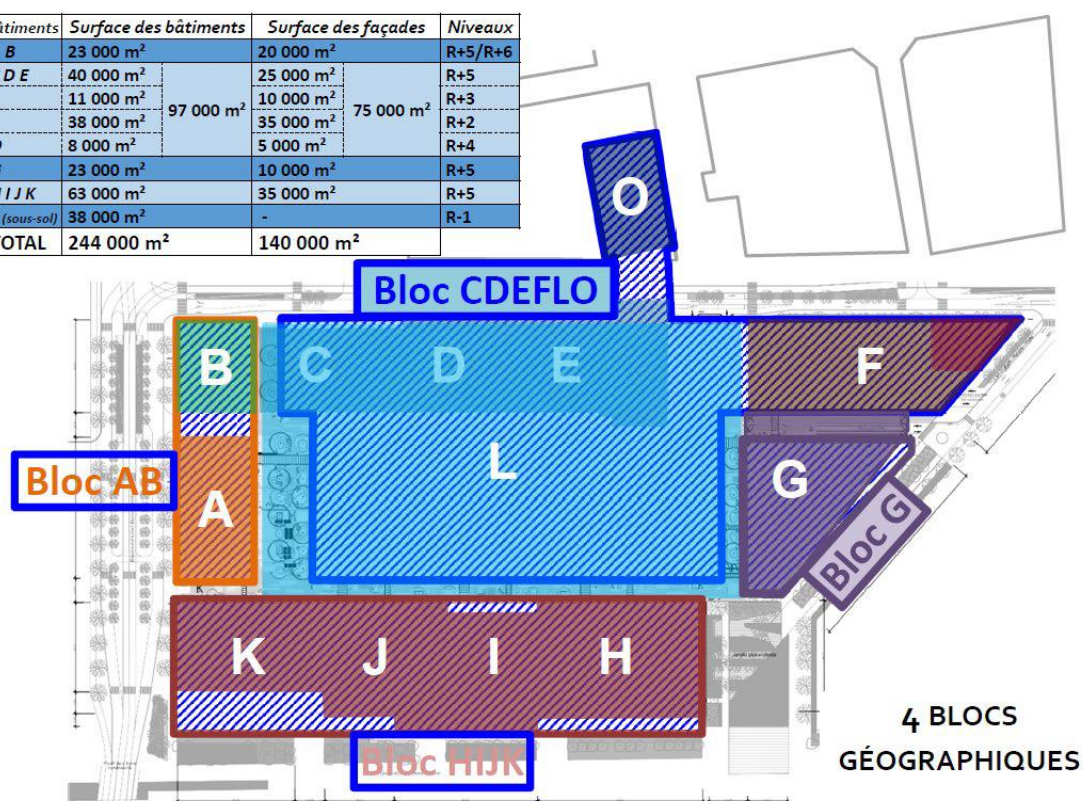 âtiments Surface des bâtiments Surface des façades Niveaux
B 23 000 m² 20 000 m² R+5/R+6
D E 40 000 m² 25 000 m² R+5
11 000 m² 10 000 m² R+3
97 000 m² 75 000 m²
38 000 m² 35 000 m² R+2
8 000 m² 5 000 m² R+4
23 000 m² 10 000 m² R+5
I J K 63 000 m² 35 000 m² R+5
(sous-sol) 38 000 m² - R-1
OTAL 244 000 m² 140 000 m²
O
Bloc CDEFLO
B C D E F
L
G
Bloc AB
A
Bloc G
K J I H
4 BLOCS
GÉOGRAPHIQUES
Bloc HIJK